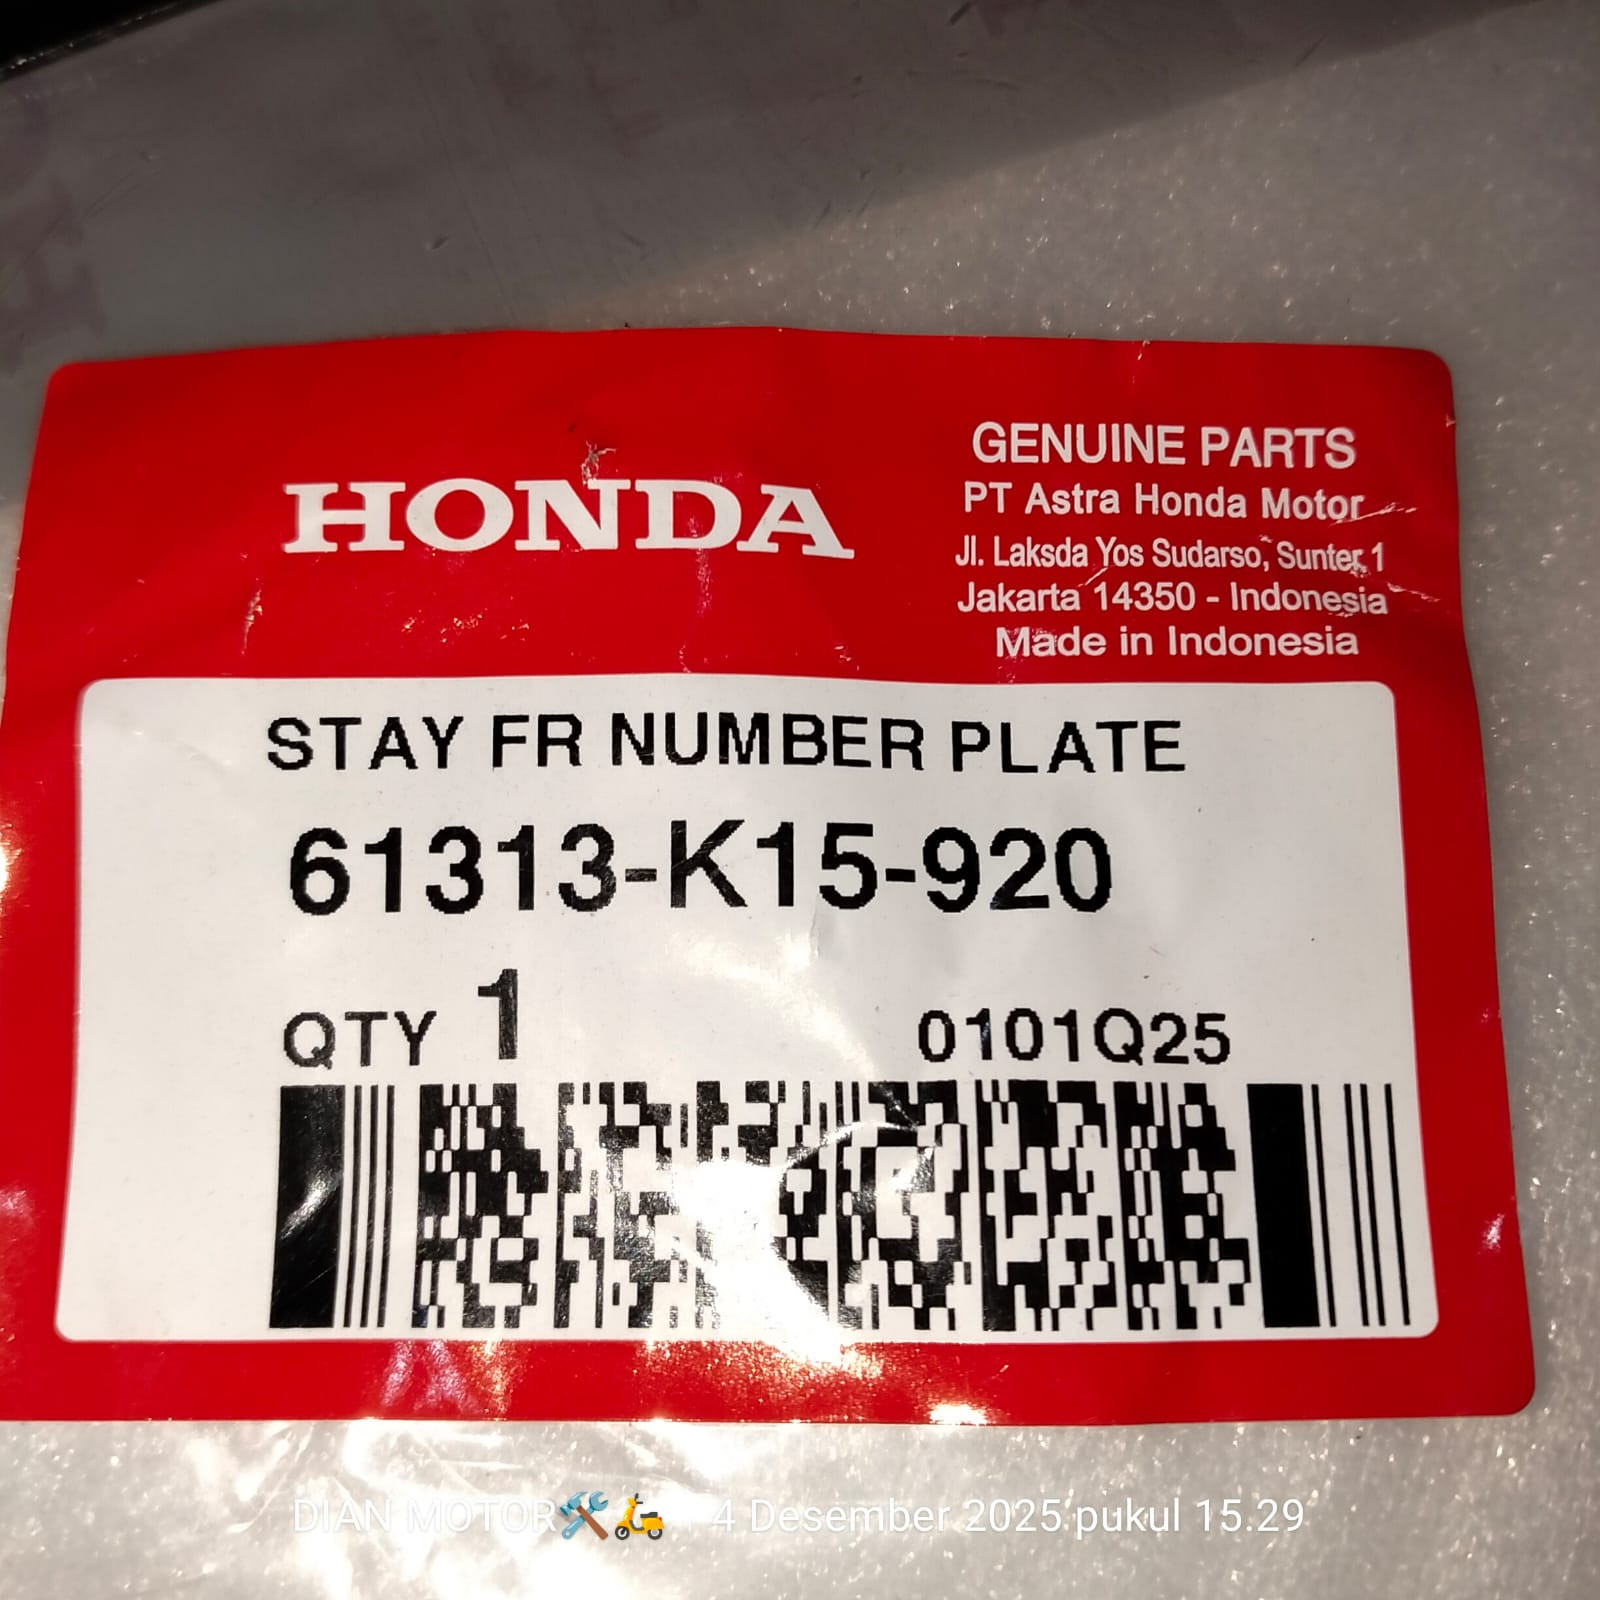 HONDA
GENUINE PARTS
PT Astra Honda Motor
Jl. Laksda Yos Sudarso, Sunter 1
Jakarta 14350 - Indonesia
Made in Indonesia
STAY FR NUMBER PLATE
61313-K15-920
QTY 1
0101Q25
DIAN MOTOR🛠️🛵 4 Desember 2025 pukul 15.29